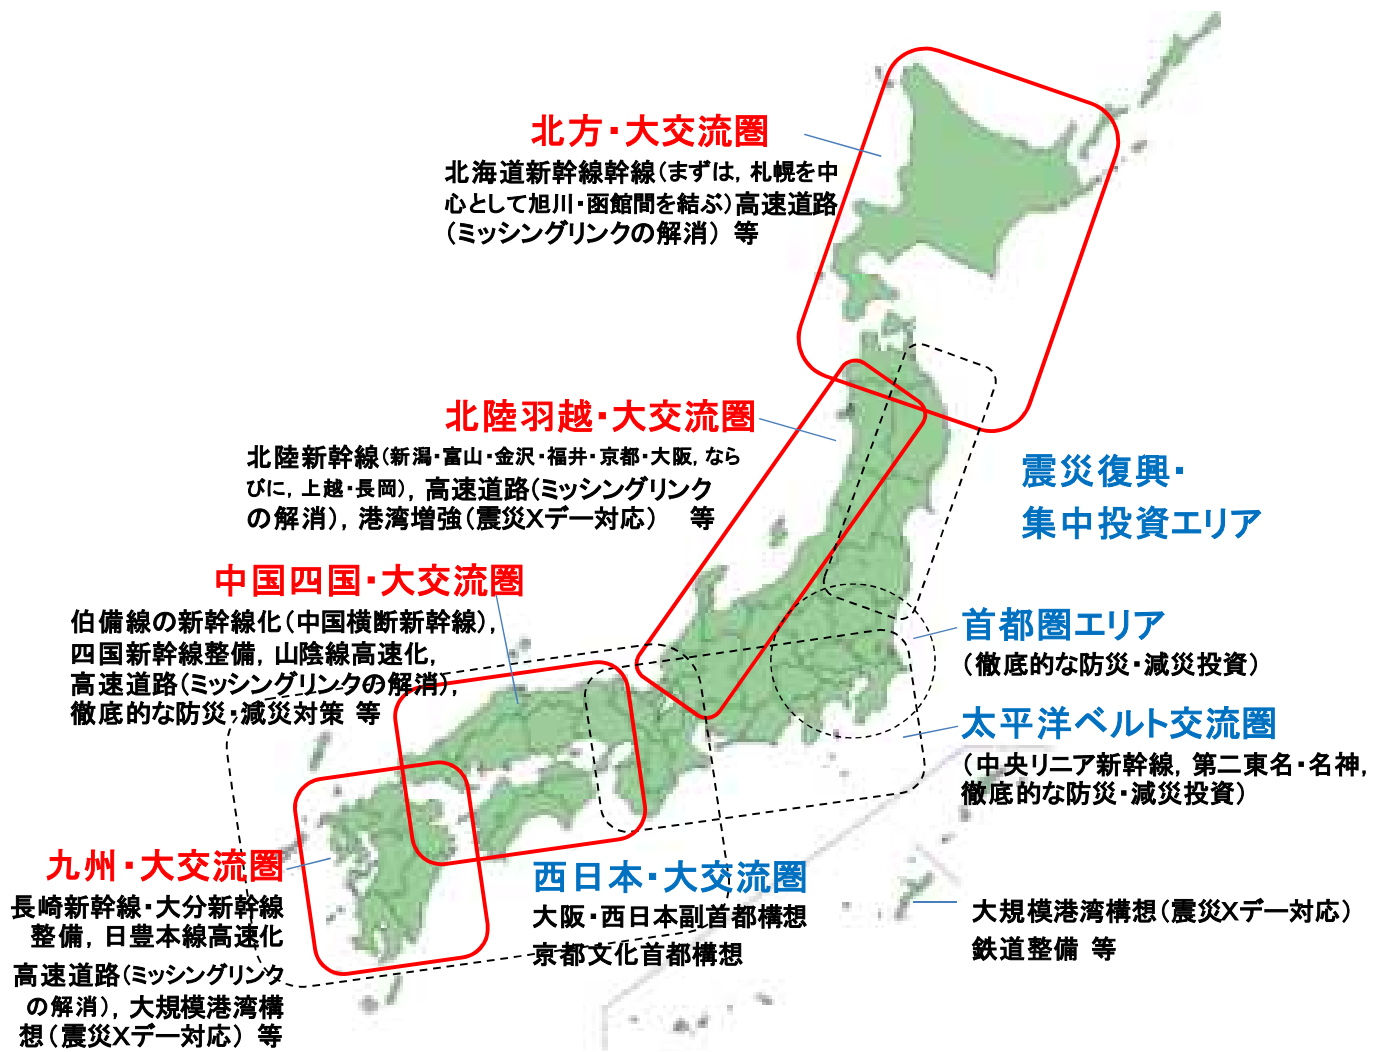 北方・大交流圏
北海道新幹線幹線（まずは，札幌を中
心として旭川・函館間を結ぶ）高速道路
（ミッシングリンクの解消） 等
北陸羽越・大交流圏
北陸新幹線（新潟・富山・金沢・福井・京都・大阪，なら
びに，上越・長岡），高速道路（ミッシングリンク
の解消），港湾増強（震災Xデー対応） 等
震災復興・
集中投資エリア
中国四国・大交流圏
伯備線の新幹線化（中国横断新幹線），
四国新幹線整備，山陰線高速化，
高速道路（ミッシングリンクの解消），
徹底的な防災・減災対策 等
首都圏エリア
（徹底的な防災・減災投資）
太平洋ベルト交流圏
（中央リニア新幹線，第二東名・名神，
徹底的な防災・減災投資）
九州・大交流圏
長崎新幹線・大分新幹線
整備，日豊本線高速化
高速道路（ミッシングリンク
の解消），大規模港湾構
想（震災Xデー対応） 等
西日本・大交流圏
大阪・西日本副首都構想
京都文化首都構想
大規模港湾構想（震災Xデー対応）
鉄道整備 等